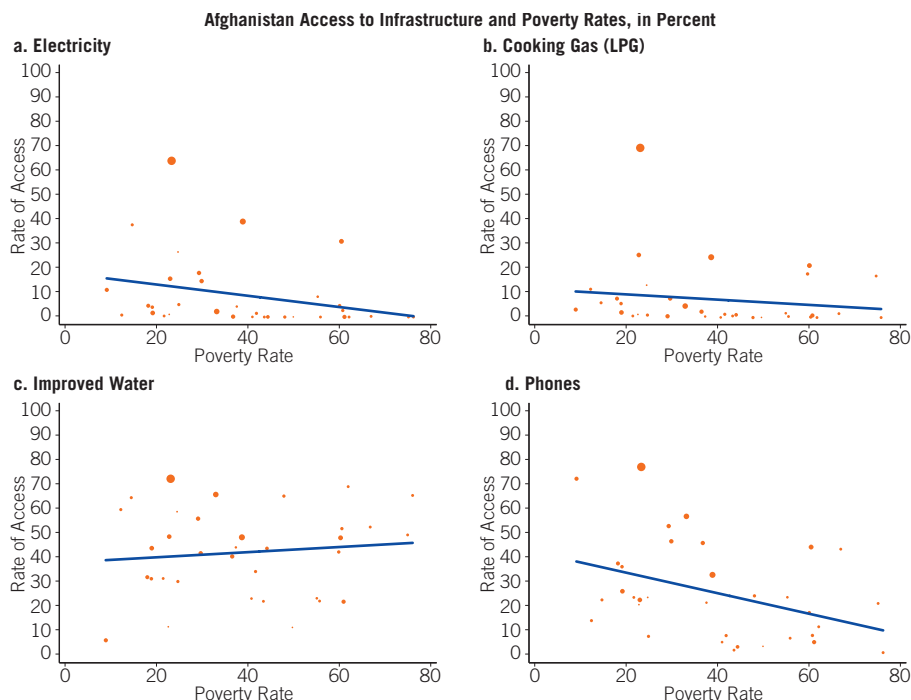 Afghanistan Access to Infrastructure and Poverty Rates, in Percent
a. Electricity
100
90
80
70
60
50
40
30
20
10
0
Rate of Access
0 20 40 60 80
Poverty Rate
b. Cooking Gas (LPG)
100
90
80
70
60
50
40
30
20
10
0
Rate of Access
0 20 40 60 80
Poverty Rate
c. Improved Water
100
90
80
70
60
50
40
30
20
10
0
Rate of Access
0 20 40 60 80
Poverty Rate
d. Phones
100
90
80
70
60
50
40
30
20
10
0
Rate of Access
0 20 40 60 80
Poverty Rate